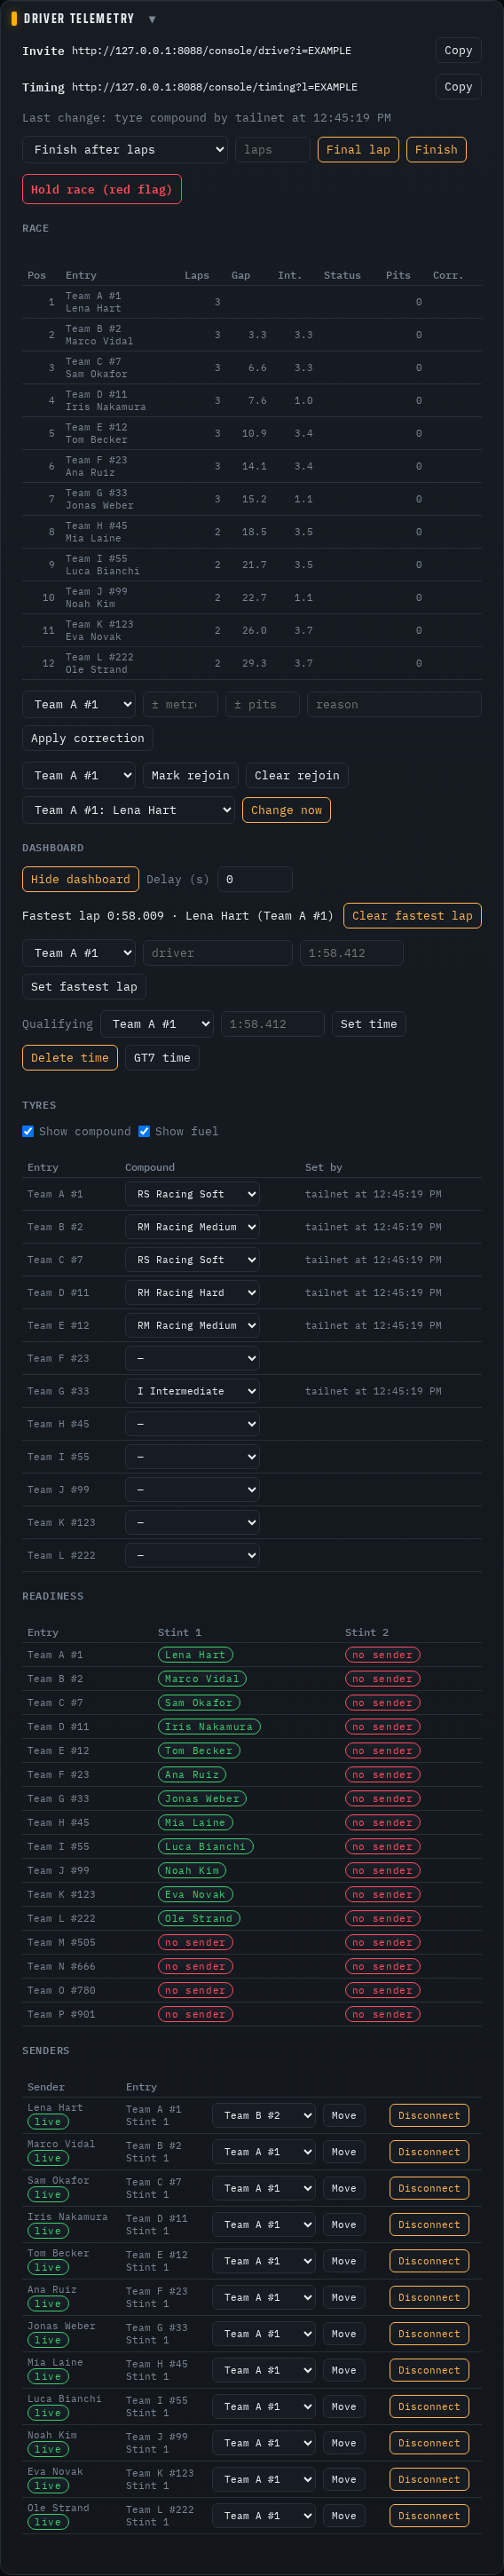 DRIVER TELEMETRY ▼
Invite http://127.0.0.1:8088/console/drive?i=EXAMPLE Copy
Timing http://127.0.0.1:8088/console/timing?l=EXAMPLE Copy
Last change: tyre compound by tailnet at 12:45:19 PM
Finish after laps laps Final lap Finish
Hold race (red flag)
RACE
Pos Entry Laps Gap Int. Status Pits Corr.
1 Team A #1 3 0
Lena Hart
2 Team B #2 3 3.3 3.3 0
Marco Vidal
3 Team C #7 3 6.6 3.3 0
Sam Okafor
4 Team D #11 3 7.6 1.0 0
Iris Nakamura
5 Team E #12 3 10.9 3.4 0
Tom Becker
6 Team F #23 3 14.1 3.4 0
Ana Ruiz
7 Team G #33 3 15.2 1.1 0
Jonas Weber
8 Team H #45 2 18.5 3.5 0
Mia Laine
9 Team I #55 2 21.7 3.5 0
Luca Bianchi
10 Team J #99 2 22.7 1.1 0
Noah Kim
11 Team K #123 2 26.0 3.7 0
Eva Novak
12 Team L #222 2 29.3 3.7 0
Ole Strand
Team A #1 ± metr ± pits reason
Apply correction
Team A #1 Mark rejoin Clear rejoin
Team A #1: Lena Hart Change now
DASHBOARD
Hide dashboard Delay (s) 0
Fastest lap 0:58.009 · Lena Hart (Team A #1) Clear fastest lap
Team A #1 driver 1:58.412
Set fastest lap
Qualifying Team A #1 1:58.412 Set time
Delete time GT7 time
TYRES
Show compound Show fuel
Entry Compound Set by
Team A #1 RS Racing Soft tailnet at 12:45:19 PM
Team B #2 RM Racing Medium tailnet at 12:45:19 PM
Team C #7 RS Racing Soft tailnet at 12:45:19 PM
Team D #11 RH Racing Hard tailnet at 12:45:19 PM
Team E #12 RM Racing Medium tailnet at 12:45:19 PM
Team F #23 —
Team G #33 I Intermediate tailnet at 12:45:19 PM
Team H #45 —
Team I #55 —
Team J #99 —
Team K #123 —
Team L #222 —
READINESS
Entry Stint 1 Stint 2
Team A #1 Lena Hart no sender
Team B #2 Marco Vidal no sender
Team C #7 Sam Okafor no sender
Team D #11 Iris Nakamura no sender
Team E #12 Tom Becker no sender
Team F #23 Ana Ruiz no sender
Team G #33 Jonas Weber no sender
Team H #45 Mia Laine no sender
Team I #55 Luca Bianchi no sender
Team J #99 Noah Kim no sender
Team K #123 Eva Novak no sender
Team L #222 Ole Strand no sender
Team M #505 no sender no sender
Team N #666 no sender no sender
Team O #780 no sender no sender
Team P #901 no sender no sender
SENDERS
Sender Entry
Lena Hart Team A #1 Team B #2 Move Disconnect
live Stint 1
Marco Vidal Team B #2 Team A #1 Move Disconnect
live Stint 1
Sam Okafor Team C #7 Team A #1 Move Disconnect
live Stint 1
Iris Nakamura Team D #11 Team A #1 Move Disconnect
live Stint 1
Tom Becker Team E #12 Team A #1 Move Disconnect
live Stint 1
Ana Ruiz Team F #23 Team A #1 Move Disconnect
live Stint 1
Jonas Weber Team G #33 Team A #1 Move Disconnect
live Stint 1
Mia Laine Team H #45 Team A #1 Move Disconnect
live Stint 1
Luca Bianchi Team I #55 Team A #1 Move Disconnect
live Stint 1
Noah Kim Team J #99 Team A #1 Move Disconnect
live Stint 1
Eva Novak Team K #123 Team A #1 Move Disconnect
live Stint 1
Ole Strand Team L #222 Team A #1 Move Disconnect
live Stint 1